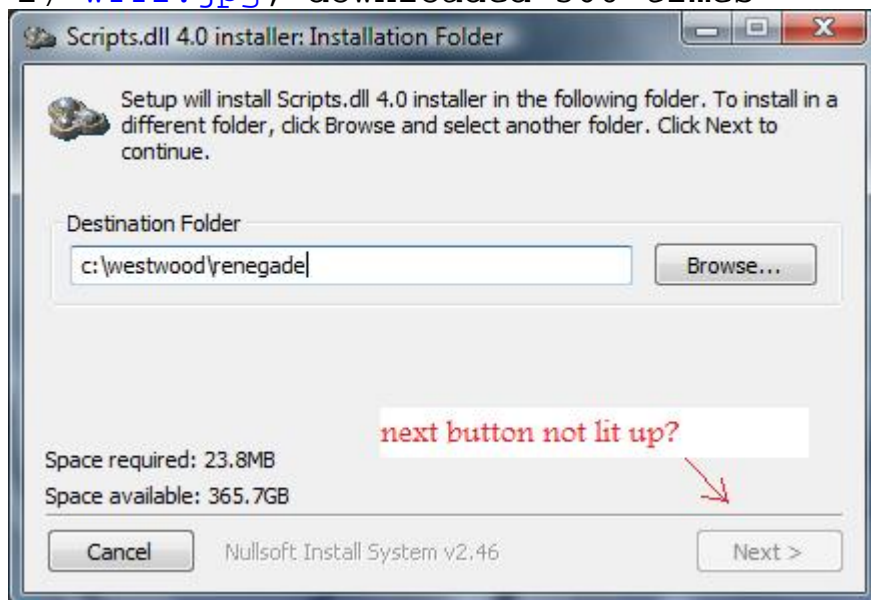 Scripts.dll 4.0 installer: Installation Folder
Setup will install Scripts.dll 4.0 installer in the following folder. To install in a
different folder, click Browse and select another folder. Click Next to
continue.
Destination Folder
c:\westwood\renegade
Browse...
next button not lit up?
Space required: 23.8MB
Space available: 365.7GB
Cancel
Nullsoft Install System v2.46
Next >